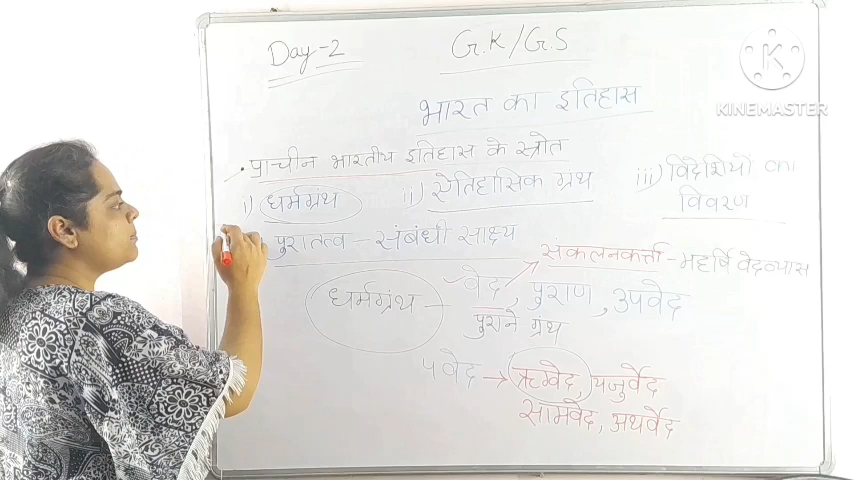 Day-2
G.K/G.S
KINEMASTER
भारत का इतिहास
• प्राचीन भारतीय इतिहास के स्त्रोत
i) धर्मग्रंथ ii) ऐतिहासिक ग्रंथ iii) विदेशियों का
विवरण
पुरातत्व - संबंधी साक्ष्य
संकलनकर्त्ता - महर्षि वेदव्यास
धर्मग्रंथ - वेद, पुराण, उपवेद
पुराने ग्रंथ
५ वेद → ऋग्वेद, यजुर्वेद
सामवेद, अथर्वेद